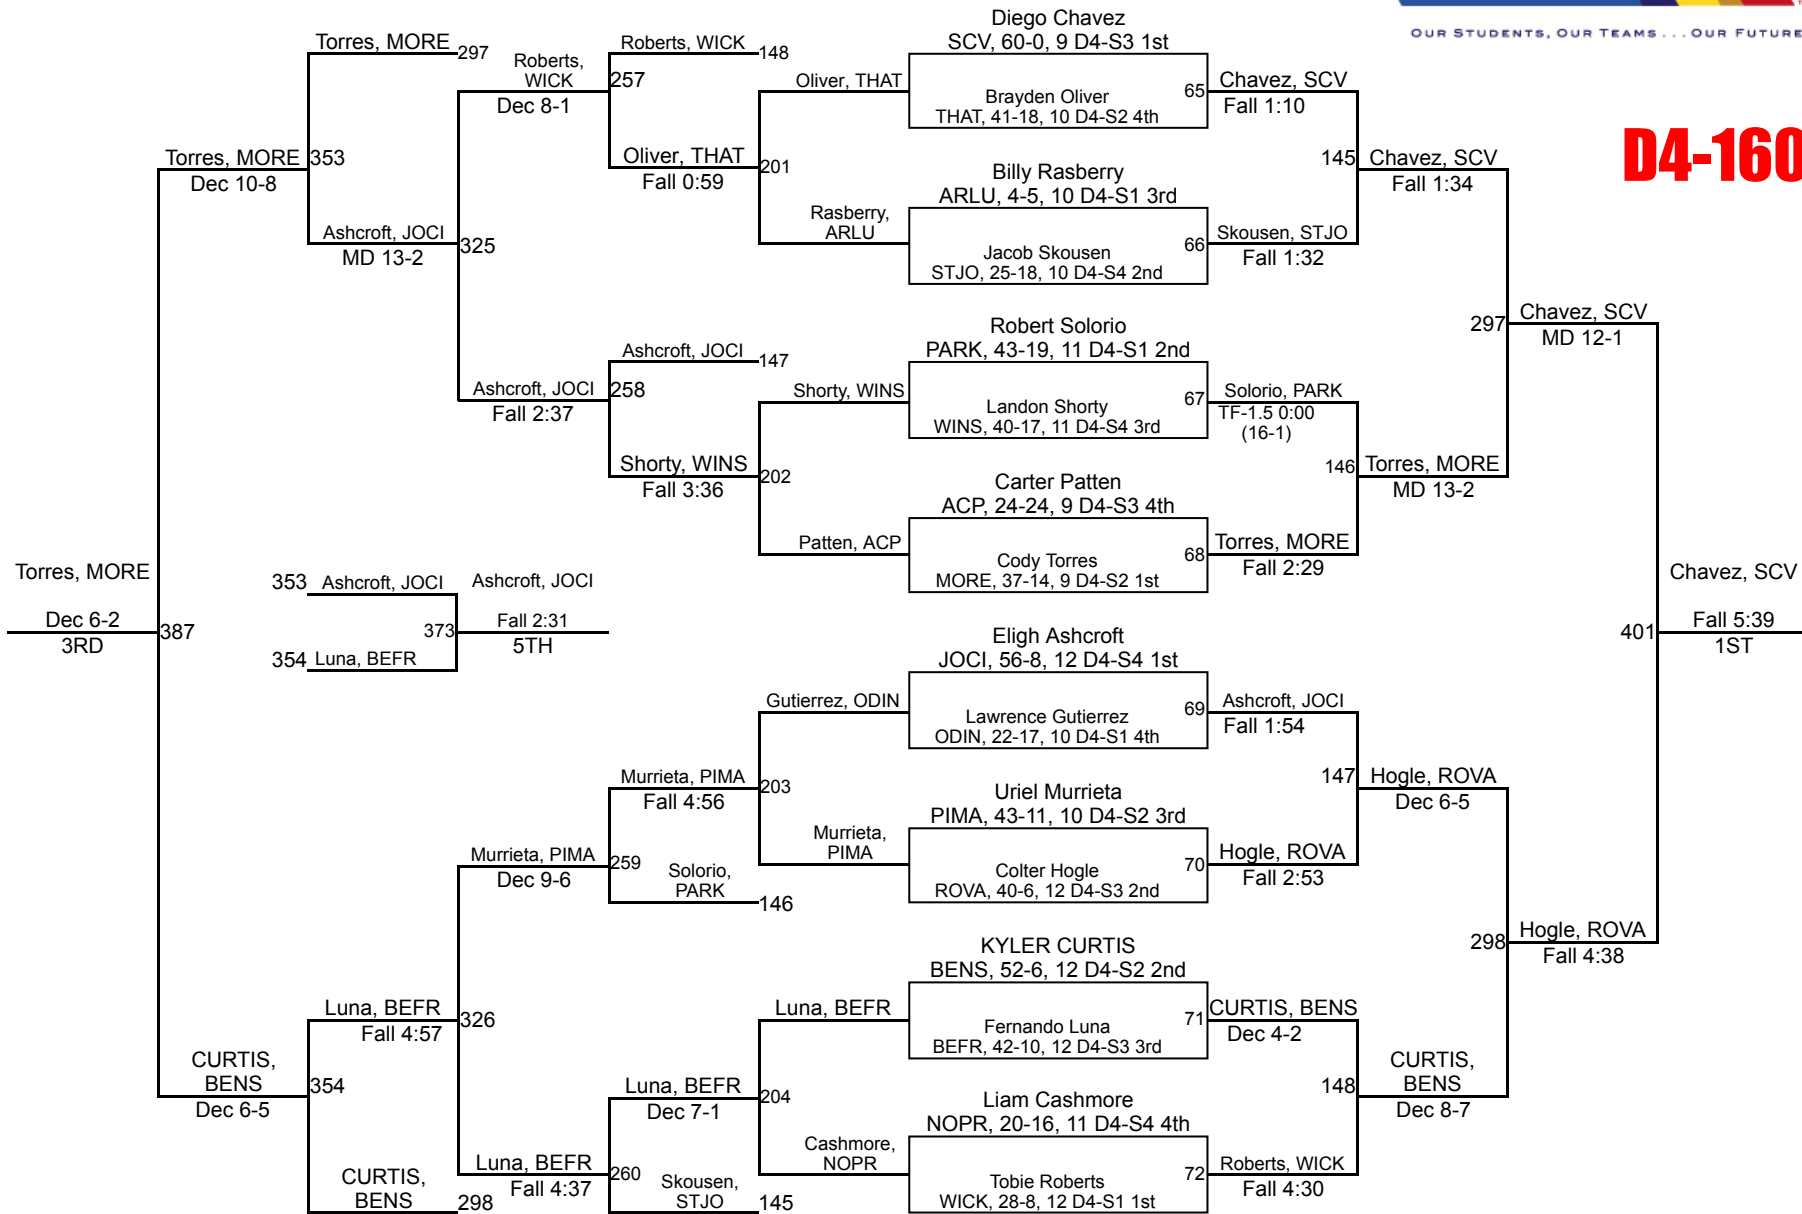 OUR STUDENTS, OUR TEAMS...OUR FUTURE
D4-160
Torres, MORE
297
Torres, MORE
Dec 10-8
353
Ashcroft, JOCI
MD 13-2
325
Roberts,
WICK
Dec 8-1
257
Roberts, WICK
148
Oliver, THAT
Fall 0:59
201
Oliver, THAT
Rasberry,
ARLU
Ashcroft, JOCI
Fall 2:37
258
Ashcroft, JOCI
147
Shorty, WINS
Fall 3:36
202
Shorty, WINS
Patten, ACP
Torres, MORE
Dec 6-2
3RD
387
353
Ashcroft, JOCI
354
Luna, BEFR
373
Ashcroft, JOCI
Fall 2:31
5TH
Gutierrez, ODIN
Murrieta, PIMA
Fall 4:56
203
Murrieta,
PIMA
Murrieta, PIMA
Dec 9-6
259
Solorio,
PARK
146
Luna, BEFR
Fall 4:57
326
CURTIS,
BENS
Dec 6-5
354
CURTIS,
BENS
298
Luna, BEFR
Fall 4:37
260
Luna, BEFR
Dec 7-1
204
Skousen,
STJO
145
Luna, BEFR
Cashmore,
NOPR
Diego Chavez
SCV, 60-0, 9 D4-S3 1st
Brayden Oliver
THAT, 41-18, 10 D4-S2 4th
65
Billy Rasberry
ARLU, 4-5, 10 D4-S1 3rd
Jacob Skousen
STJO, 25-18, 10 D4-S4 2nd
66
Robert Solorio
PARK, 43-19, 11 D4-S1 2nd
Landon Shorty
WINS, 40-17, 11 D4-S4 3rd
67
Carter Patten
ACP, 24-24, 9 D4-S3 4th
Cody Torres
MORE, 37-14, 9 D4-S2 1st
68
Eligh Ashcroft
JOCI, 56-8, 12 D4-S4 1st
Lawrence Gutierrez
ODIN, 22-17, 10 D4-S1 4th
69
Uriel Murrieta
PIMA, 43-11, 10 D4-S2 3rd
Colter Hogle
ROVA, 40-6, 12 D4-S3 2nd
70
KYLER CURTIS
BENS, 52-6, 12 D4-S2 2nd
Fernando Luna
BEFR, 42-10, 12 D4-S3 3rd
71
Liam Cashmore
NOPR, 20-16, 11 D4-S4 4th
Tobie Roberts
WICK, 28-8, 12 D4-S1 1st
72
Chavez, SCV
Fall 1:10
Skousen, STJO
Fall 1:32
145
Chavez, SCV
Fall 1:34
Solorio, PARK
TF-1.5 0:00
(16-1)
Torres, MORE
Fall 2:29
146
Torres, MORE
MD 13-2
297
Chavez, SCV
MD 12-1
Ashcroft, JOCI
Fall 1:54
Hogle, ROVA
Fall 2:53
147
Hogle, ROVA
Dec 6-5
CURTIS, BENS
Dec 4-2
Roberts, WICK
Fall 4:30
148
CURTIS,
BENS
Dec 8-7
298
Hogle, ROVA
Fall 4:38
401
Chavez, SCV
Fall 5:39
1ST